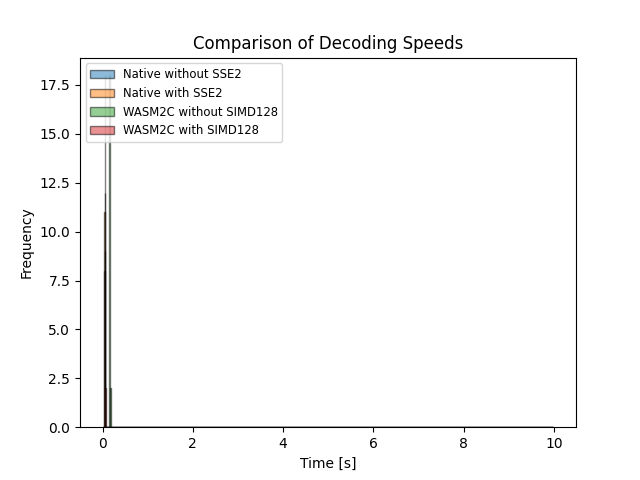 Comparison of Decoding Speeds
Native without SSE2
Native with SSE2
WASM2C without SIMD128
WASM2C with SIMD128
17.5
15.0
12.5
10.0
7.5
5.0
2.5
0.0
Frequency
0 2 4 6 8 10
Time [s]